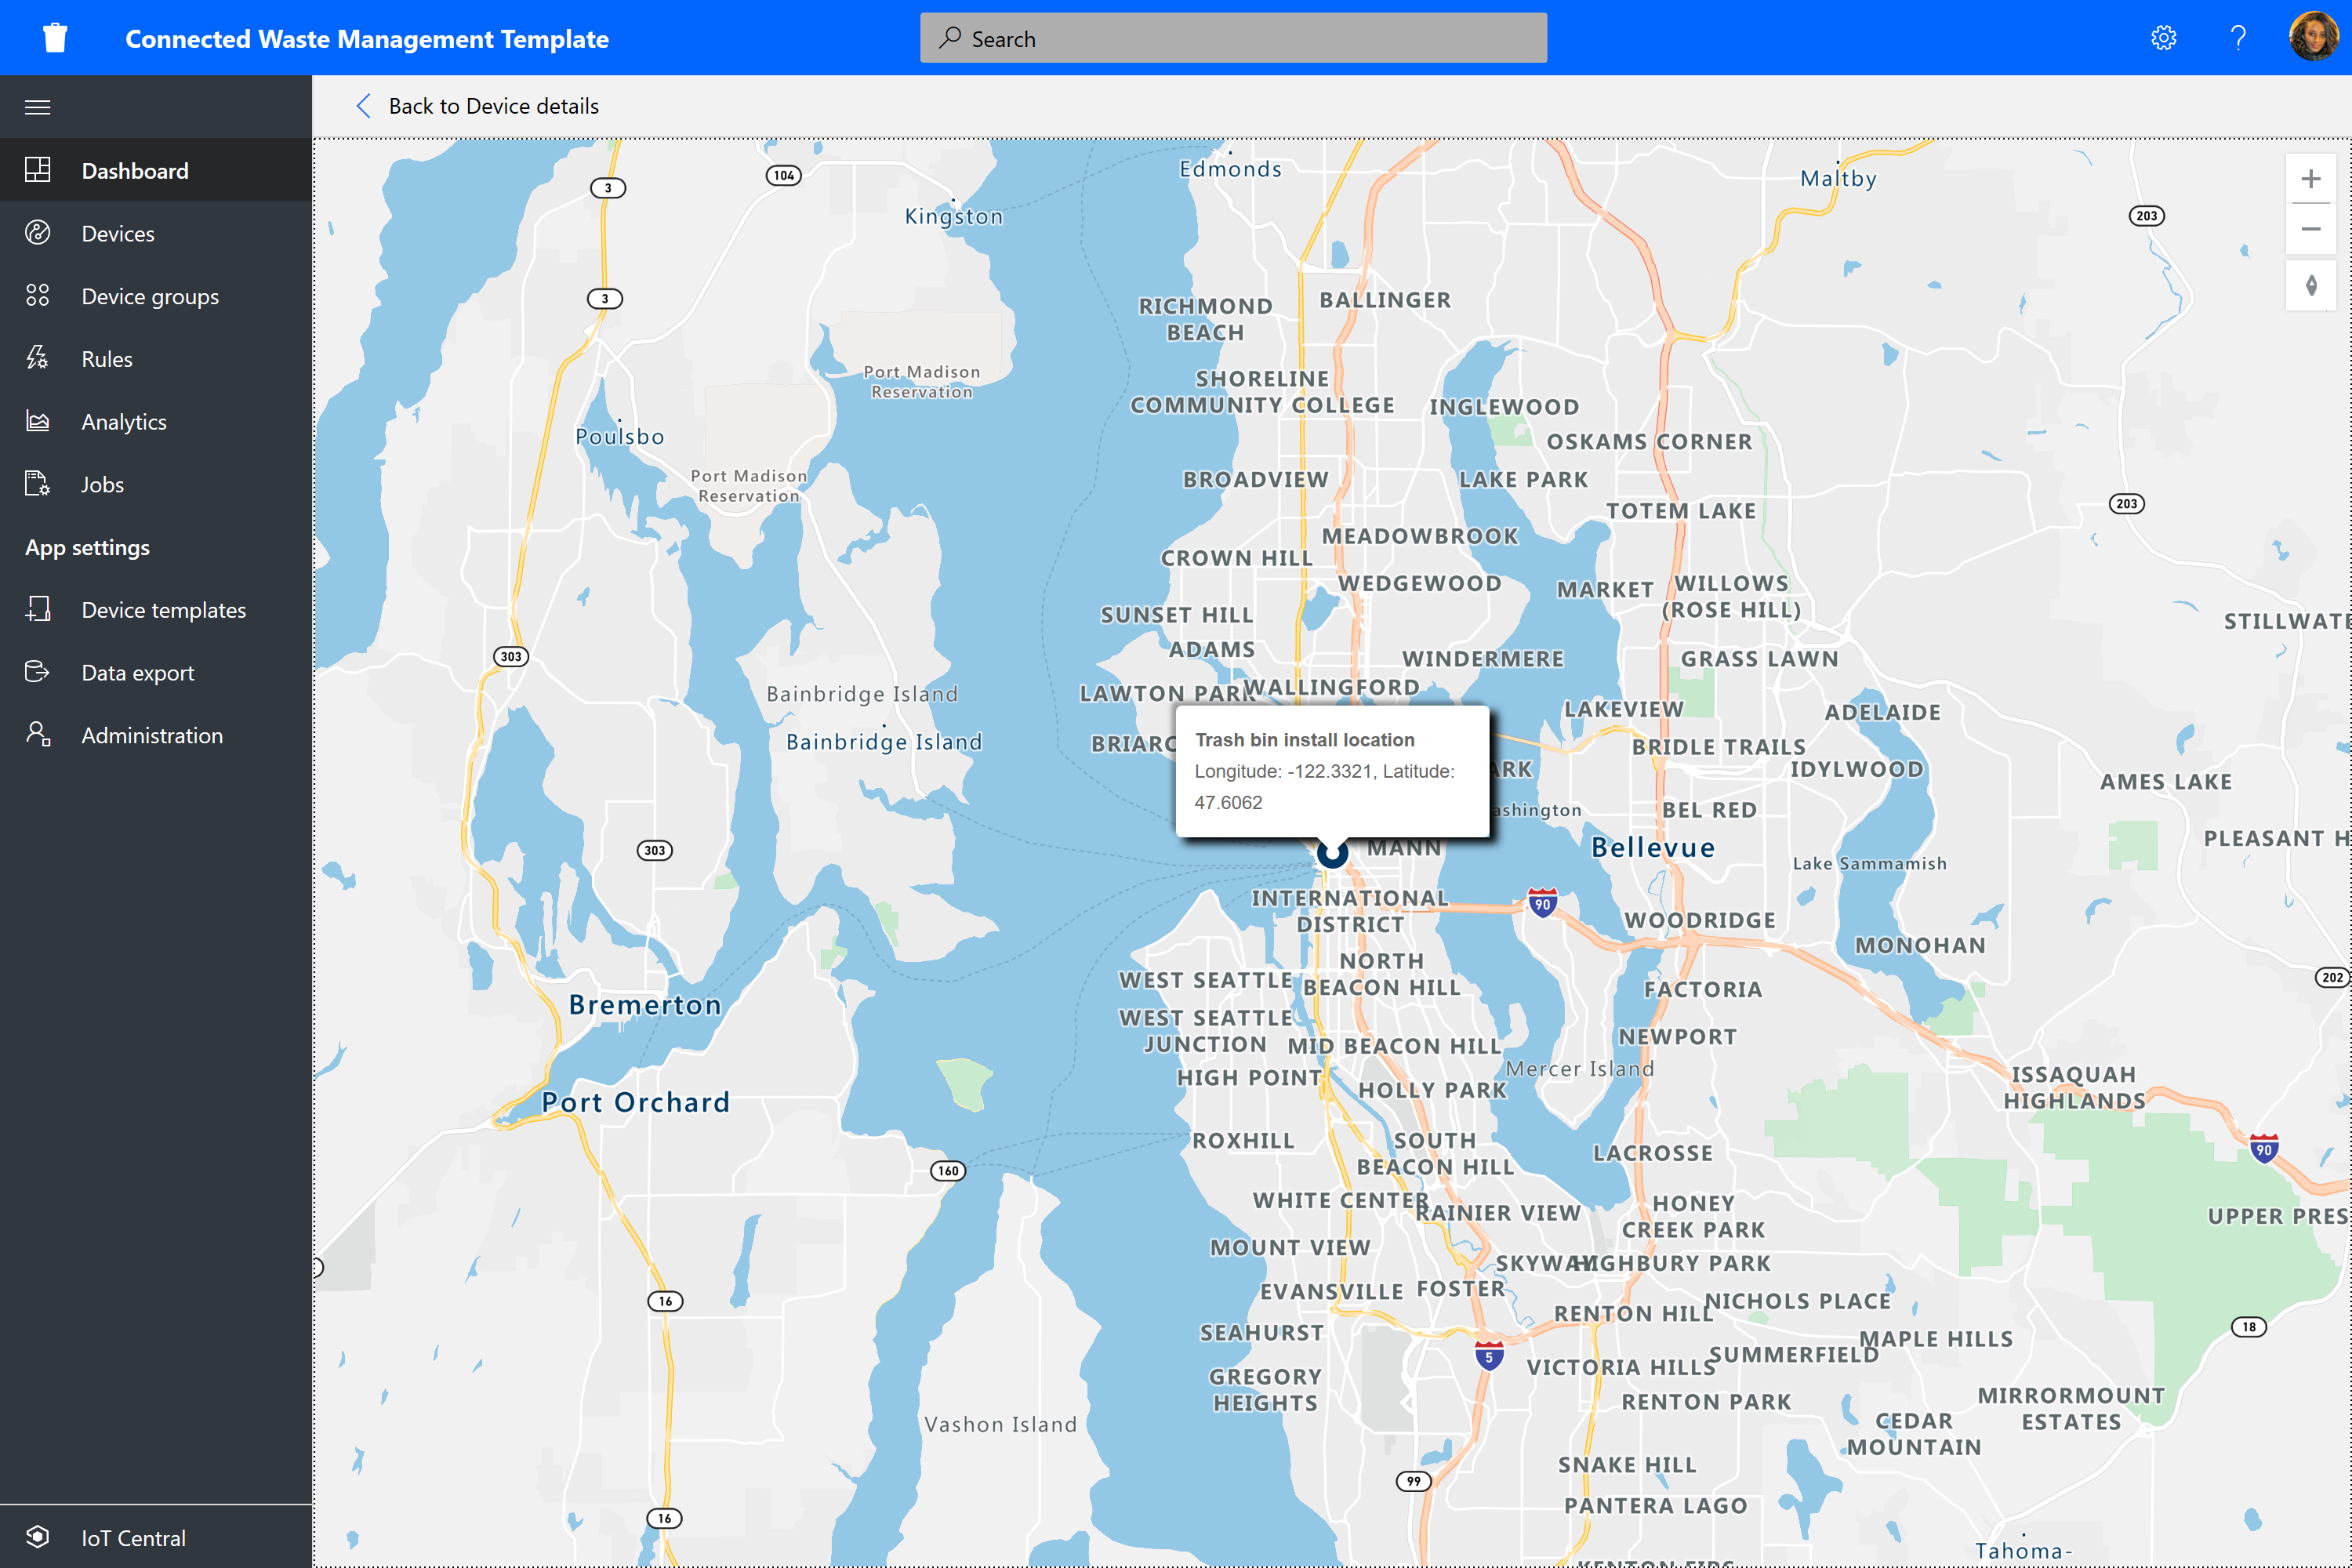 Connected Waste Management Template
Search
Back to Device details
Dashboard
Devices
Device groups
Rules
Analytics
Jobs
App settings
Device templates
Data export
Administration
IoT Central
Edmonds
Maltby
104
3
203
Kingston
3
RICHMOND
BEACH
BALLINGER
Port Madison
Reservation
SHORELINE
COMMUNITY COLLEGE
INGLEWOOD
Poulsbo
OSKAMS CORNER
Port Madison
Reservation
BROADVIEW
LAKE PARK
203
TOTEM LAKE
MEADOWBROOK
CROWN HILL
WEDGEWOOD
MARKET
WILLOWS
(ROSE HILL)
SUNSET HILL
STILLWATE
303
ADAMS
WINDERMERE
GRASS LAWN
Bainbridge Island
LAWTON PARK
WALLINGFORD
LAKEVIEW
ADELAIDE
Bainbridge Island
BRIARC
Trash bin install location
Longitude: -122.3321, Latitude:
47.6062
BRIDLE TRAILS
ARK
IDYLWOOD
AMES LAKE
ashington
BEL RED
PLEASANT H
303
MANN
Bellevue
Lake Sammamish
INTERNATIONAL
DISTRICT
90
WOODRIDGE
MONOHAN
NORTH
BEACON HILL
WEST SEATTLE
202
FACTORIA
Bremerton
WEST SEATTLE
JUNCTION
MID BEACON HILL
NEWPORT
Mercer Island
HIGH POINT
HOLLY PARK
ISSAQUAH
HIGHLANDS
Port Orchard
ROXHILL
SOUTH
BEACON HILL
LACROSSE
90
160
WHITE CENTER
RAINIER VIEW
HONEY
CREEK PARK
UPPER PRES
MOUNT VIEW
SKYWAY
HIGHBURY PARK
EVANSVILLE
FOSTER
16
RENTON HILL
NICHOLS PLACE
SEAHURST
18
MAPLE HILLS
5
VICTORIA HILLS
SUMMERFIELD
GREGORY
HEIGHTS
RENTON PARK
MIRRORMOUNT
ESTATES
Vashon Island
CEDAR
MOUNTAIN
SNAKE HILL
99
PANTERA LAGO
16
Tahoma-